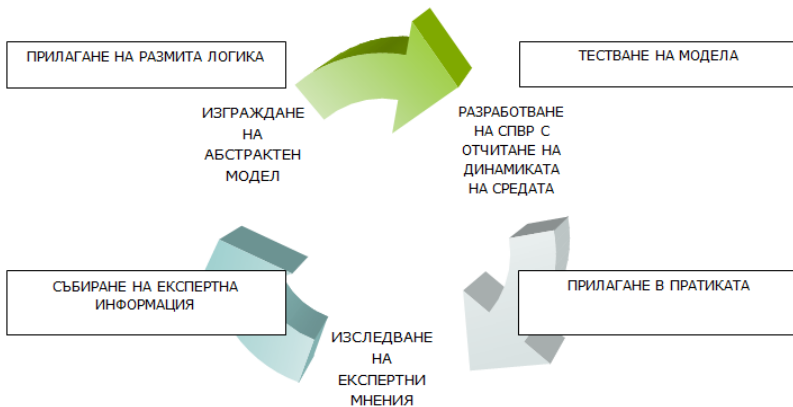 ПРИЛАГАНЕ НА РАЗМИТА ЛОГИКА
ТЕСТВАНЕ НА МОДЕЛА
ИЗГРАЖДАНЕ
НА
АБСТРАКТЕН
МОДЕЛ
РАЗРАБОТВАНЕ
НА СПВР С
ОТЧИТАНЕ НА
ДИНАМИКАТА
НА СРЕДАТА
СЪБИРАНЕ НА ЕКСПЕРТНА
ИНФОРМАЦИЯ
ПРИЛАГАНЕ В ПРАТИКАТА
ИЗСЛЕДВАНЕ
НА
ЕКСПЕРТНИ
МНЕНИЯ